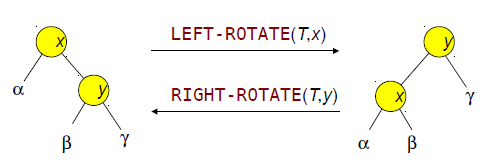 x LEFT-ROTATE(T,x) y
α y RIGHT-ROTATE(T,y) x γ
β γ α β